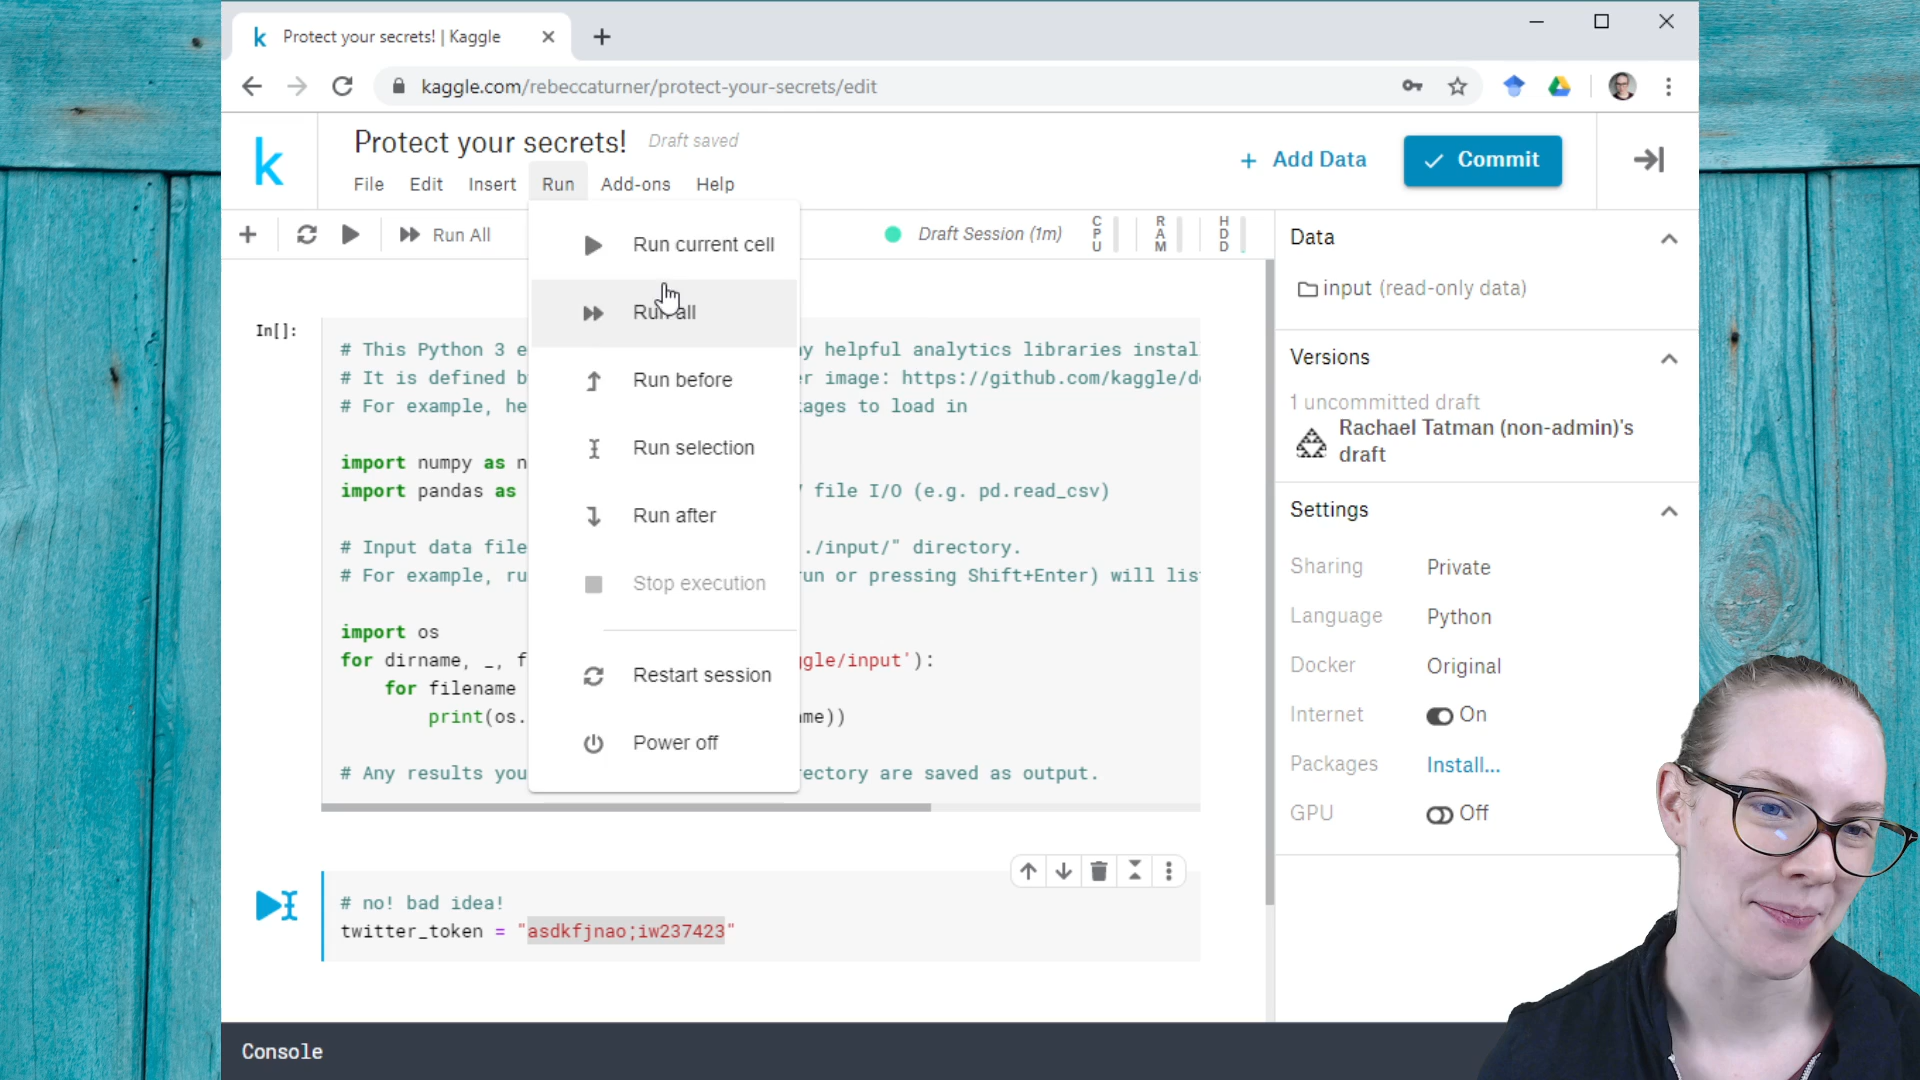 k Protect your secrets! | Kaggle
kaggle.com/rebeccaturner/protect-your-secrets/edit
k
Protect your secrets! Draft saved
+ Add Data
Commit
File Edit Insert Run Add-ons Help
Run All
Draft Session (1m)
CPU
RAM
HDD
Run current cell
Run all
Run before
Run selection
Run after
Stop execution
Restart session
Power off
In[]:
# This Python 3 e
y helpful analytics libraries instal
# It is defined b
r image: https://github.com/kaggle/d
# For example, he
ages to load in
import numpy as n
import pandas as
file I/O (e.g. pd.read_csv)
# Input data file
./input/" directory.
# For example, ru
un or pressing Shift+Enter) will lis
import os
for dirname, _, f
ggle/input'):
for filename
print(os.
me))
# Any results you
rectory are saved as output.
# no! bad idea!
twitter_token = "asdkfjnao;iw237423"
Data
input (read-only data)
Versions
1 uncommitted draft
Rachael Tatman (non-admin)'s
draft
Settings
Sharing Private
Language Python
Docker Original
Internet On
Packages Install...
GPU Off
Console